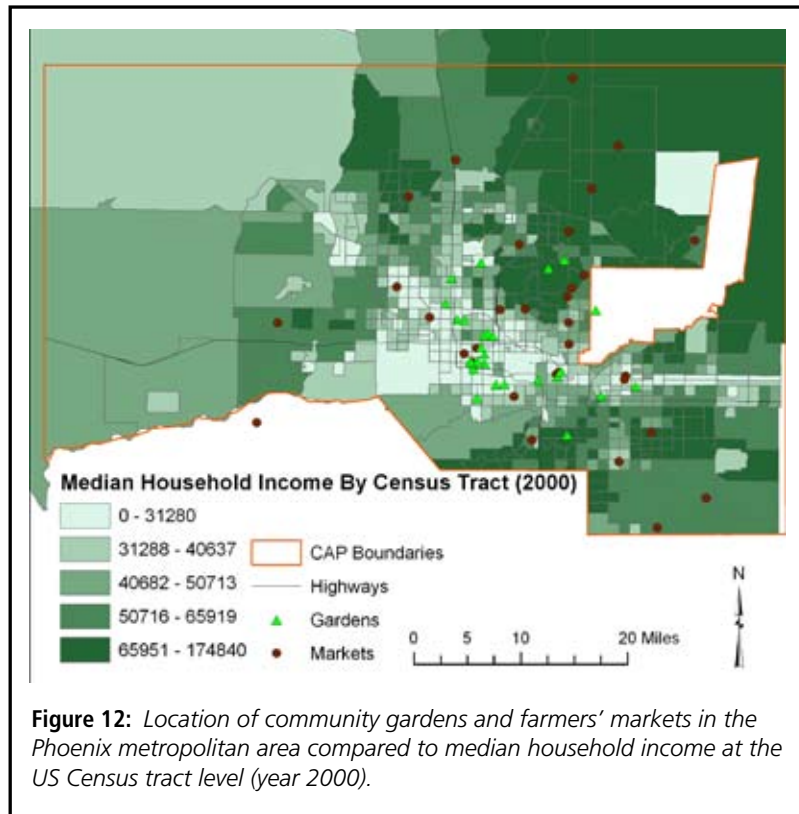 Median Household Income By Census Tract (2000)
0 - 31280
31288 - 40637
40682 - 50713
50716 - 65919
65951 - 174840
CAP Boundaries
Highways
Gardens
Markets
0 5 10 20 Miles
N
Figure 12: Location of community gardens and farmers’ markets in the
Phoenix metropolitan area compared to median household income at the
US Census tract level (year 2000).